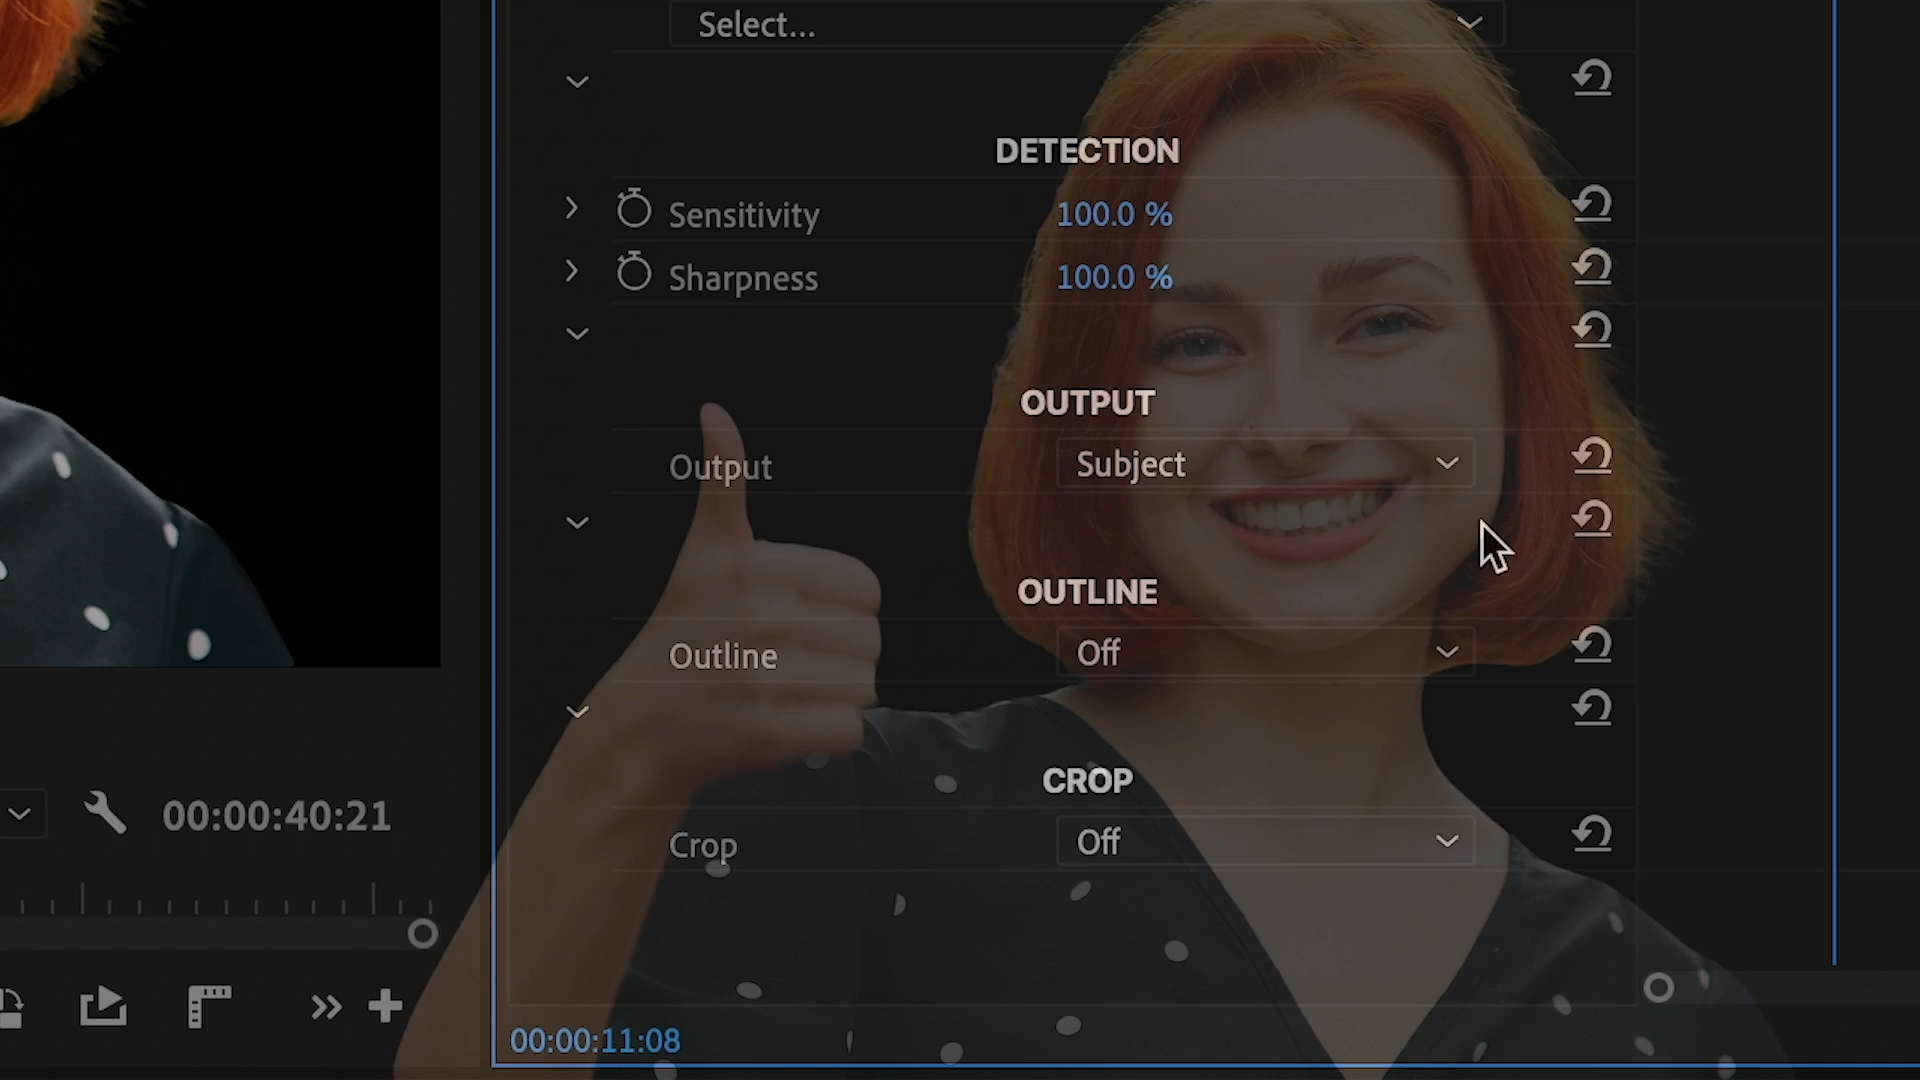 Select...
DETECTION
Sensitivity 100.0 %
Sharpness 100.0 %
OUTPUT
Output Subject
OUTLINE
Outline Off
CROP
Crop Off
00:00:40:21
00:00:11:08